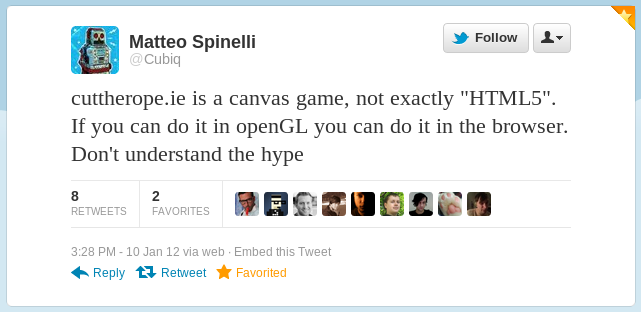 Matteo Spinelli
@Cubiq
Follow
cuttherope.ie is a canvas game, not exactly "HTML5".
If you can do it in openGL you can do it in the browser.
Don't understand the hype
8
RETWEETS
2
FAVORITES
3:28 PM - 10 Jan 12 via web · Embed this Tweet
Reply Retweet Favorited